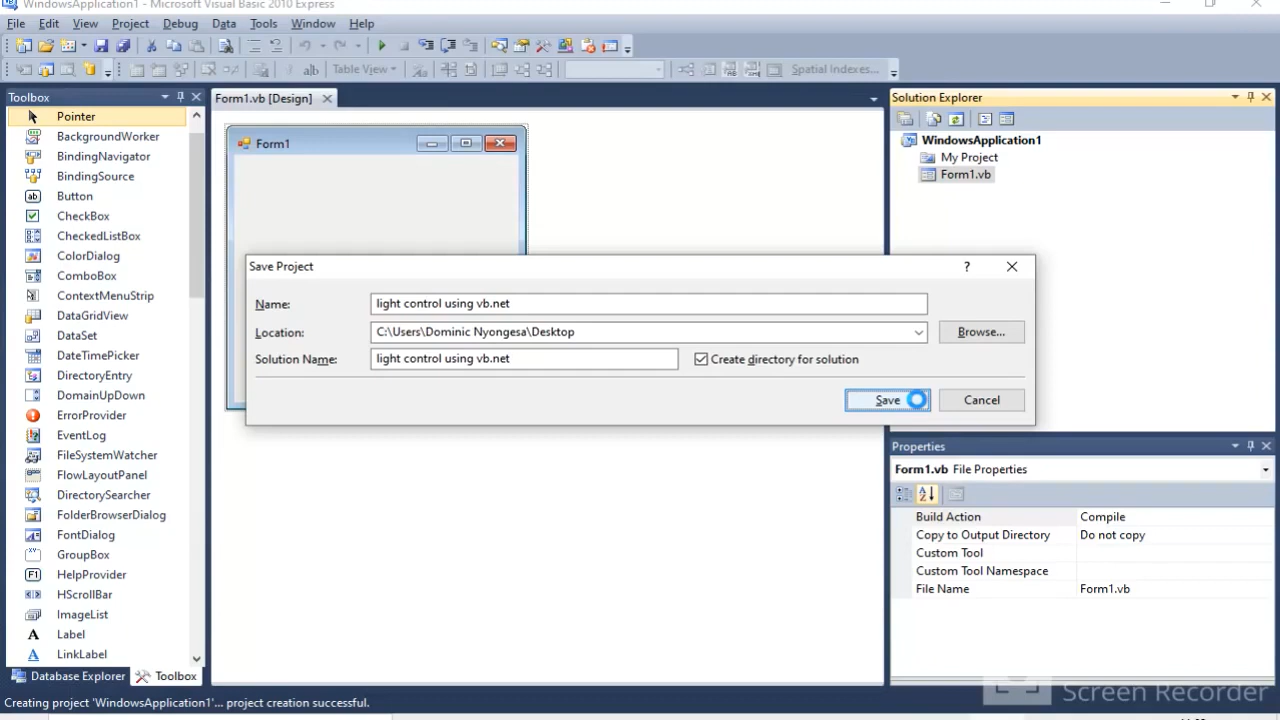 WindowsApplication1 - Microsoft Visual Basic 2010 Express
File Edit View Project Debug Data Tools Window Help
ab| Table View Spatial Indexes...
Toolbox
Form1.vb [Design]
Solution Explorer
Pointer
BackgroundWorker
BindingNavigator
BindingSource
ab Button
CheckBox
CheckedListBox
ColorDialog
ComboBox
ContextMenuStrip
DataGridView
DataSet
DateTimePicker
DirectoryEntry
DomainUpDown
ErrorProvider
EventLog
FileSystemWatcher
FlowLayoutPanel
DirectorySearcher
FolderBrowserDialog
FontDialog
GroupBox
HelpProvider
HScrollBar
ImageList
A Label
A LinkLabel
Database Explorer
Toolbox
Form1
Save Project
?
Name: light control using vb.net
Location: C:\Users\Dominic Nyongesa\Desktop Browse...
Solution Name: light control using vb.net Create directory for solution
Save Cancel
WindowsApplication1
My Project
Form1.vb
Properties
Form1.vb File Properties
Build Action Compile
Copy to Output Directory Do not copy
Custom Tool
Custom Tool Namespace
File Name Form1.vb
Creating project 'WindowsApplication1'... project creation successful.
Screen Recorder